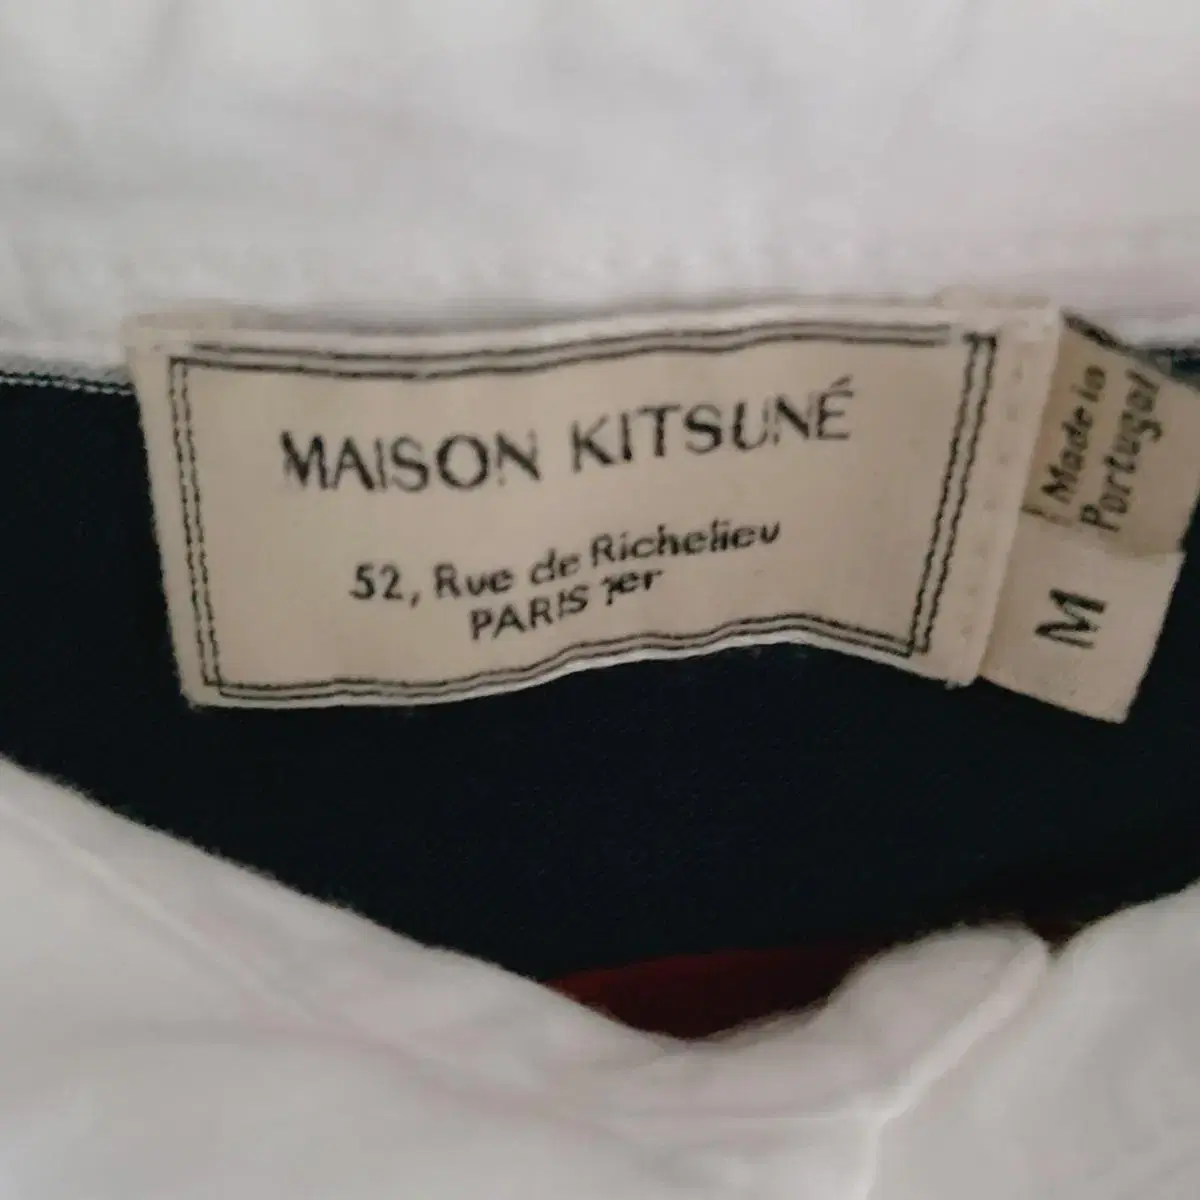 MAISON KITSUNÉ
52, Rue de Richelieu
PARIS 1er
Made in
Portugal
M